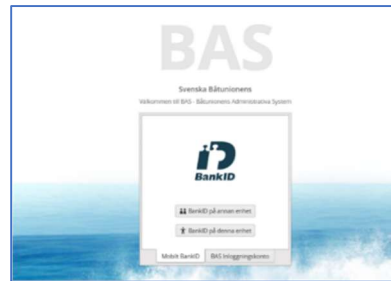 BAS
Svenska Båtunionens
Välkommen till BAS - Båtunionens Administrativa System
BankID
BankID på annan enhet
BankID på denna enhet
Mobilt BankID BAS Inloggningskonto